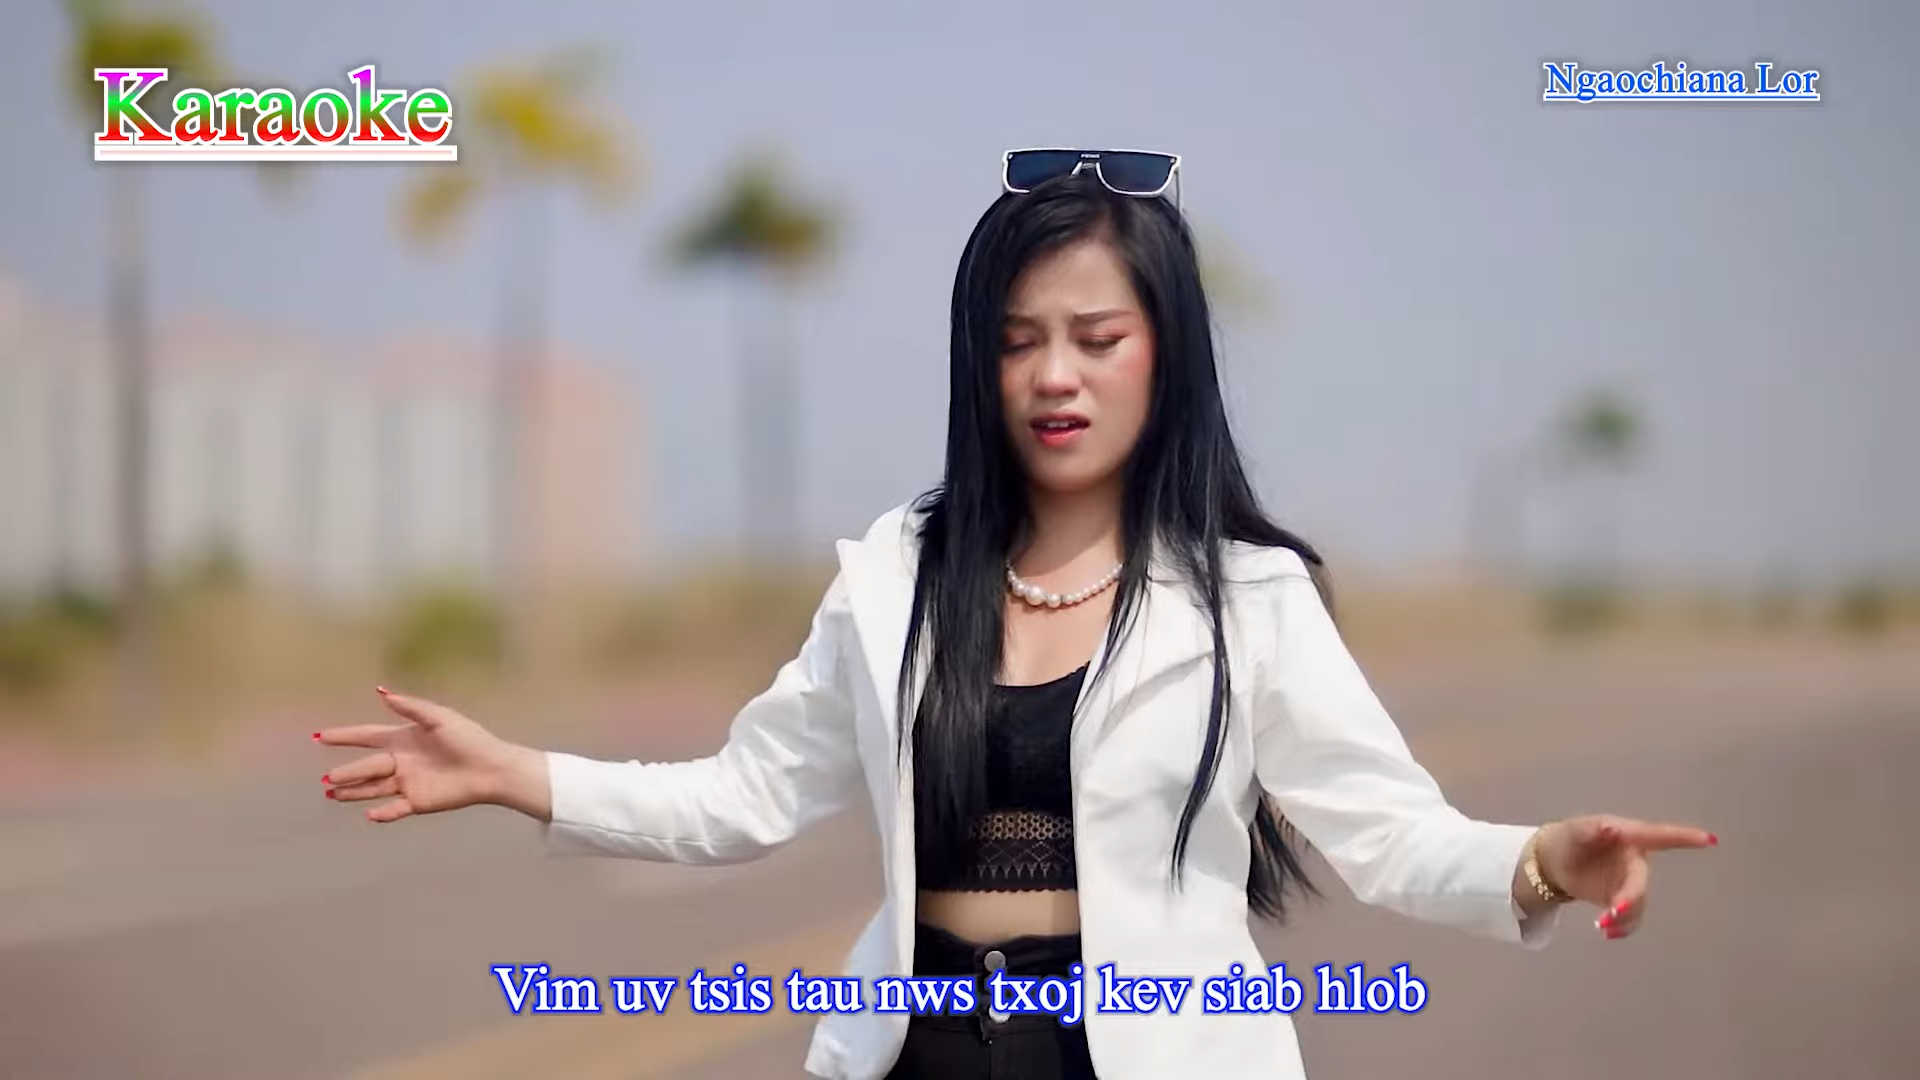 Karaoke
Ngaochiana Lor
Vim uv tsis tau nws txoj kev siab hlob